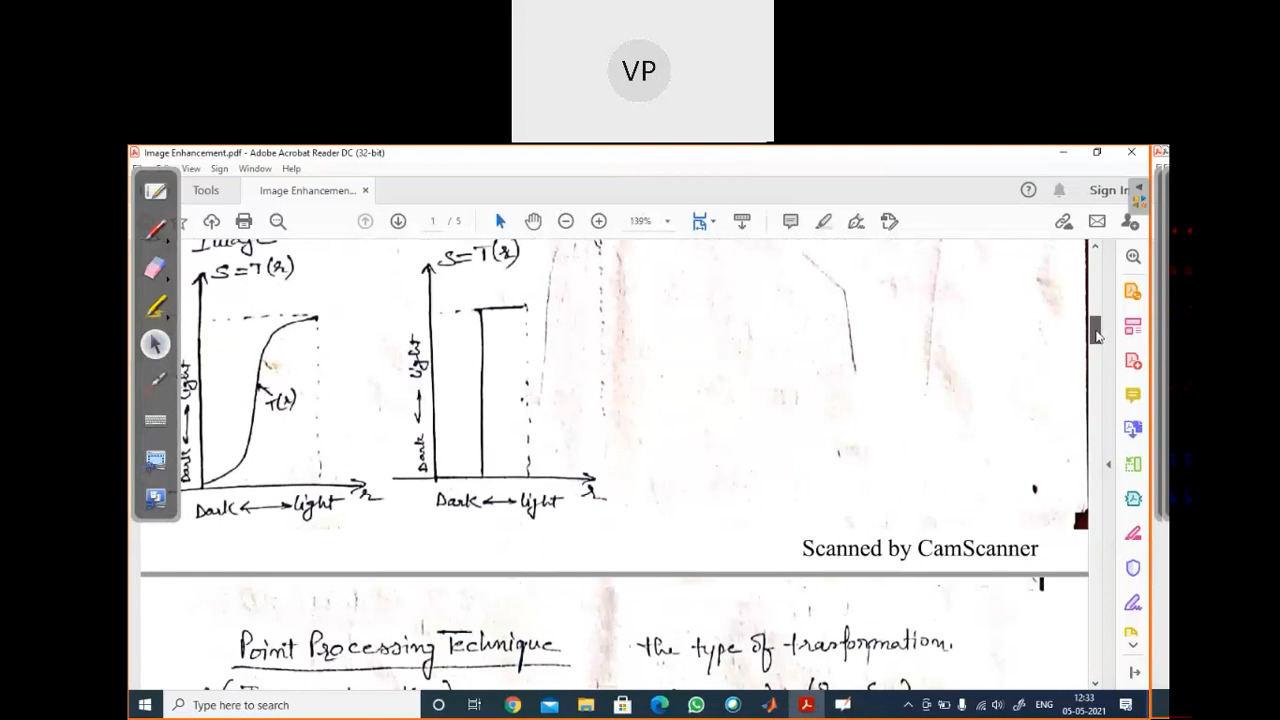 VP
Image Enhancement.pdf - Adobe Acrobat Reader DC (32-bit)
View Sign Window Help
Tools Image Enhancemen... ×
Sign In
1 / 5 139%
Image
S=T(r) S=T(r)
Dark ⟷ light
T(r)
Dark ⟷ light
Dark ⟷ light r
Dark ⟷ light r
Scanned by CamScanner
Point Processing Technique
the type of trasformation.
Type here to search
ENG
12:33
05-05-2021